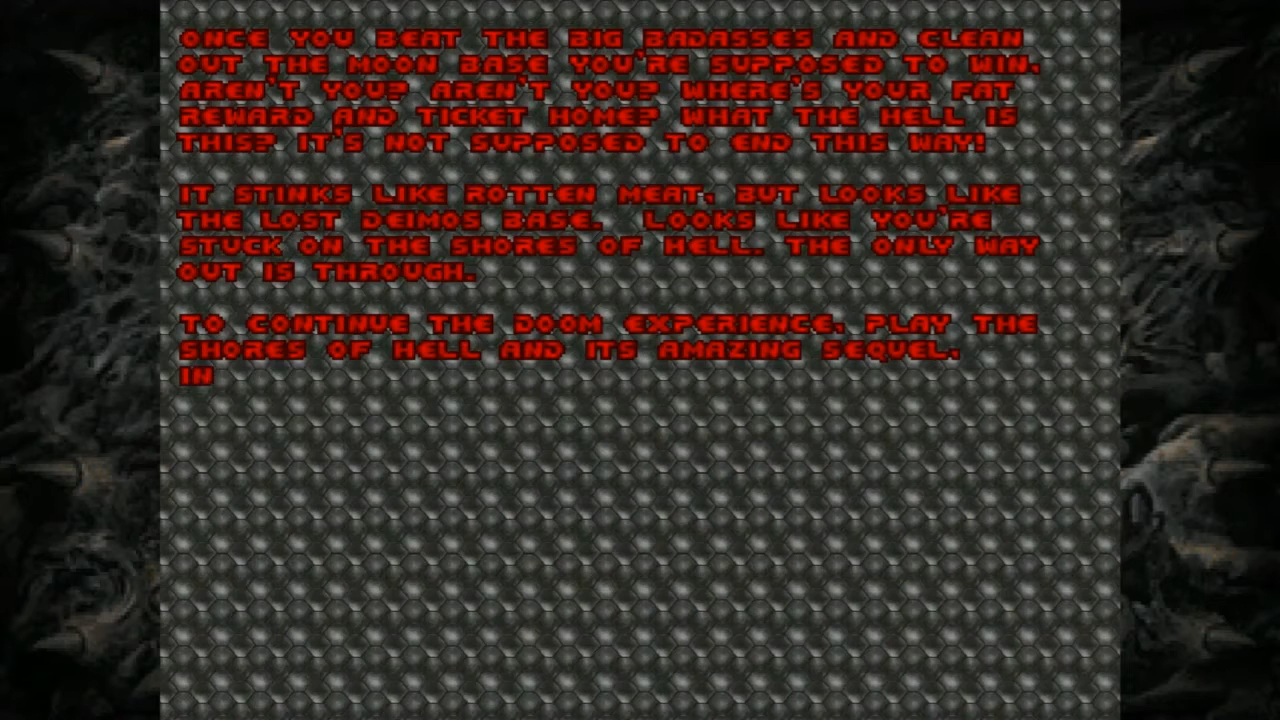 ONCE YOU BEAT THE BIG BADASSES AND CLEAN
OUT THE MOON BASE YOU'RE SUPPOSED TO WIN,
AREN'T YOU? AREN'T YOU? WHERE'S YOUR FAT
REWARD AND TICKET HOME? WHAT THE HELL IS
THIS? IT'S NOT SUPPOSED TO END THIS WAY!
IT STINKS LIKE ROTTEN MEAT, BUT LOOKS LIKE
THE LOST DEIMOS BASE. LOOKS LIKE YOU'RE
STUCK ON THE SHORES OF HELL. THE ONLY WAY
OUT IS THROUGH.
TO CONTINUE THE DOOM EXPERIENCE, PLAY THE
SHORES OF HELL AND ITS AMAZING SEQUEL,
IN